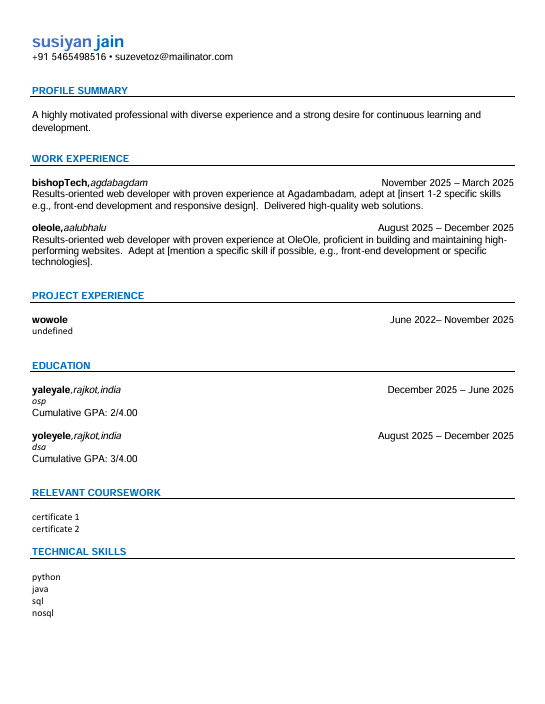 susiyan jain
+91 5465498516 • suzevetoz@mailinator.com
PROFILE SUMMARY
A highly motivated professional with diverse experience and a strong desire for continuous learning and
development.
WORK EXPERIENCE
bishopTech,agdabagdam November 2025 – March 2025
Results-oriented web developer with proven experience at Agadambadam, adept at [insert 1-2 specific skills
e.g., front-end development and responsive design].  Delivered high-quality web solutions.
oleole,aalubhalu August 2025 – December 2025
Results-oriented web developer with proven experience at OleOle, proficient in building and maintaining high-
performing websites.  Adept at [mention a specific skill if possible, e.g., front-end development or specific
technologies].
PROJECT EXPERIENCE
wowole June 2022– November 2025
undefined
EDUCATION
yaleyale,rajkot,india December 2025 – June 2025
osp
Cumulative GPA: 2/4.00
yoleyele,rajkot,india August 2025 – December 2025
dsa
Cumulative GPA: 3/4.00
RELEVANT COURSEWORK
certificate 1
certificate 2
TECHNICAL SKILLS
python
java
sql
nosql